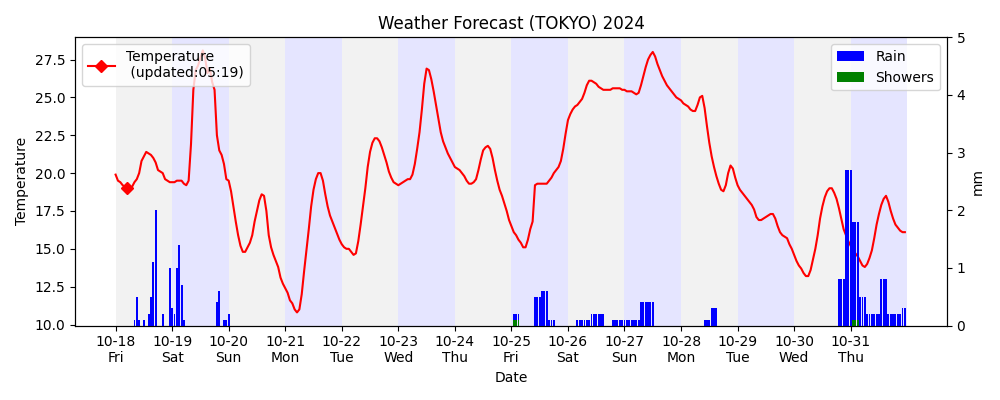 Weather Forecast (TOKYO) 2024
Temperature
(updated:05:19)
Rain
Showers
27.5
25.0
22.5
20.0
17.5
15.0
12.5
10.0
Temperature
5
4
3
2
1
0
mm
10-18 10-19 10-20 10-21 10-22 10-23 10-24 10-25 10-26 10-27 10-28 10-29 10-30 10-31
Fri Sat Sun Mon Tue Wed Thu Fri Sat Sun Mon Tue Wed Thu
Date